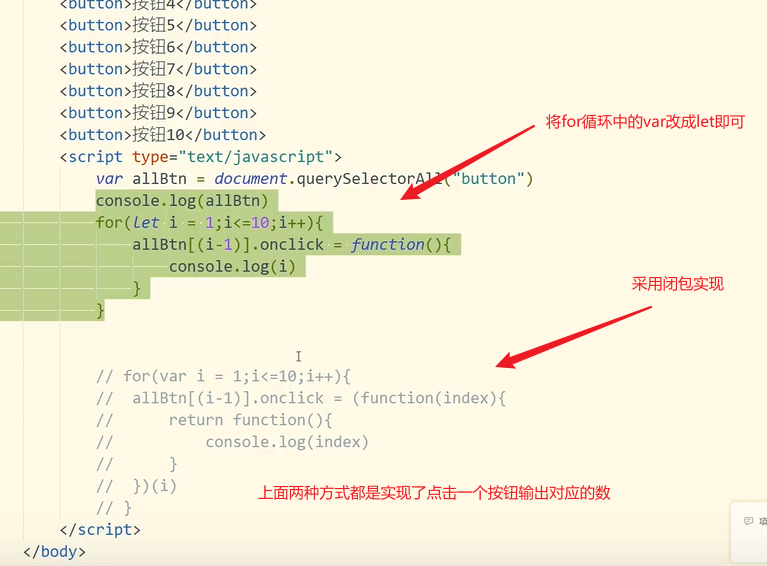 <button>按钮4</button>
<button>按钮5</button>
<button>按钮6</button>
<button>按钮7</button>
<button>按钮8</button>
<button>按钮9</button>
将for循环中的var改成let即可
<button>按钮10</button>
<script type="text/javascript">
var allBtn = document.querySelectorAll("button")
console.log(allBtn)
for(let i = 1;i<=10;i++){
allBtn[(i-1)].onclick = function(){
console.log(i)
}
采用闭包实现
}
// for(var i = 1;i<=10;i++){
// allBtn[(i-1)].onclick = (function(index){
// return function(){
// console.log(index)
// }
// })(i)
上面两种方式都是实现了点击一个按钮输出对应的数
// }
</script>
</body>